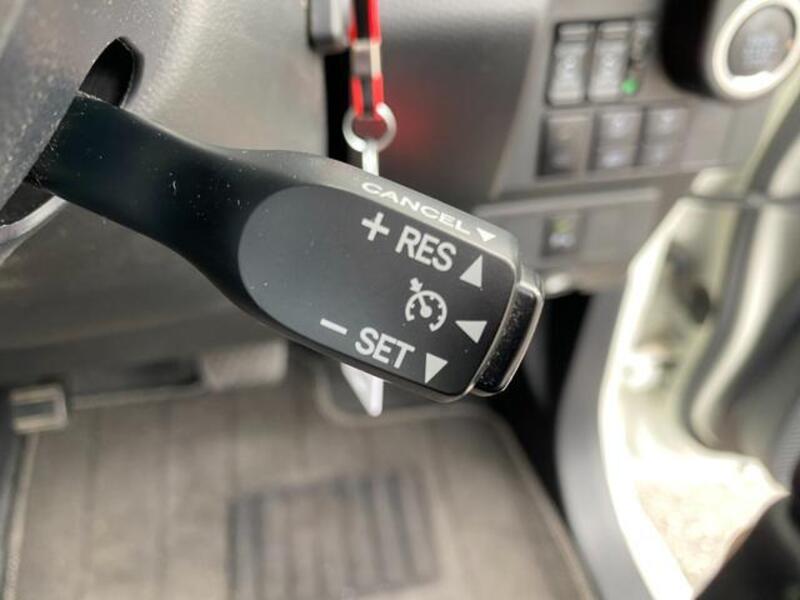 CANCEL
+ RES
- SET